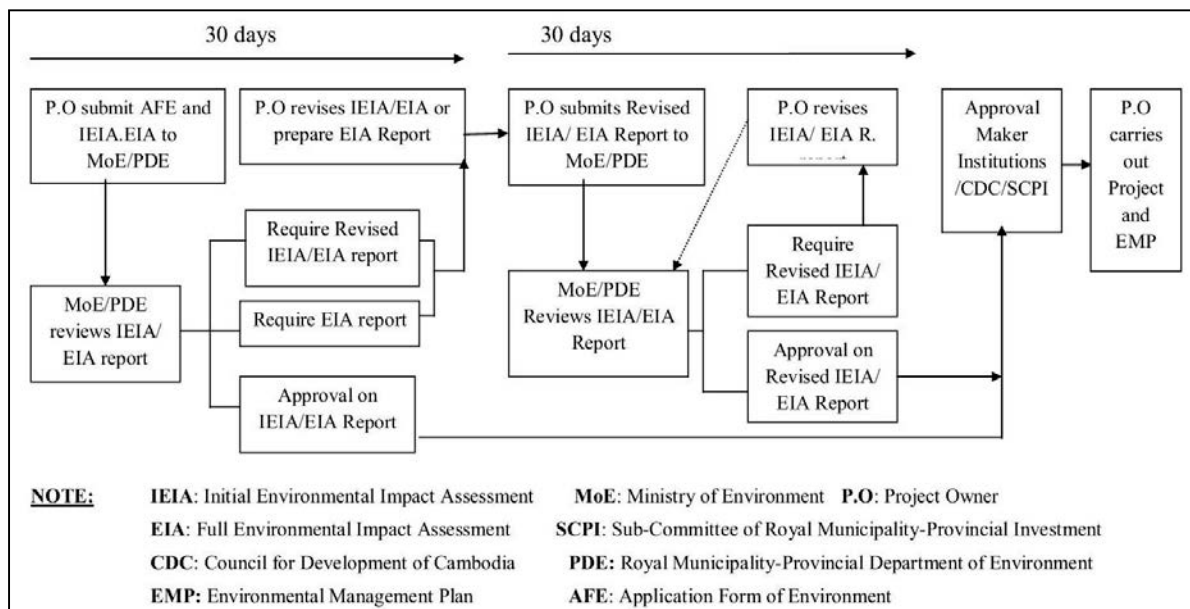 30 days
30 days
P.O submit AFE and
IEIA.EIA to
MoE/PDE
P.O revises IEIA/EIA or
prepare EIA Report
P.O submits Revised
IEIA/ EIA Report to
MoE/PDE
P.O revises
IEIA/ EIA R.
Approval
Maker
Institutions
/CDC/SCPI
P.O
carries
out
Project
and
EMP
MoE/PDE
reviews IEIA/
EIA report
Require Revised
IEIA/EIA report
Require EIA report
Approval on
IEIA/EIA Report
MoE/PDE
Reviews IEIA/EIA
Report
Require
Revised IEIA/
EIA Report
Approval on
Revised IEIA/
EIA Report
NOTE: IEIA: Initial Environmental Impact Assessment MoE: Ministry of Environment P.O: Project Owner
EIA: Full Environmental Impact Assessment SCPI: Sub-Committee of Royal Municipality-Provincial Investment
CDC: Council for Development of Cambodia PDE: Royal Municipality-Provincial Department of Environment
EMP: Environmental Management Plan AFE: Application Form of Environment